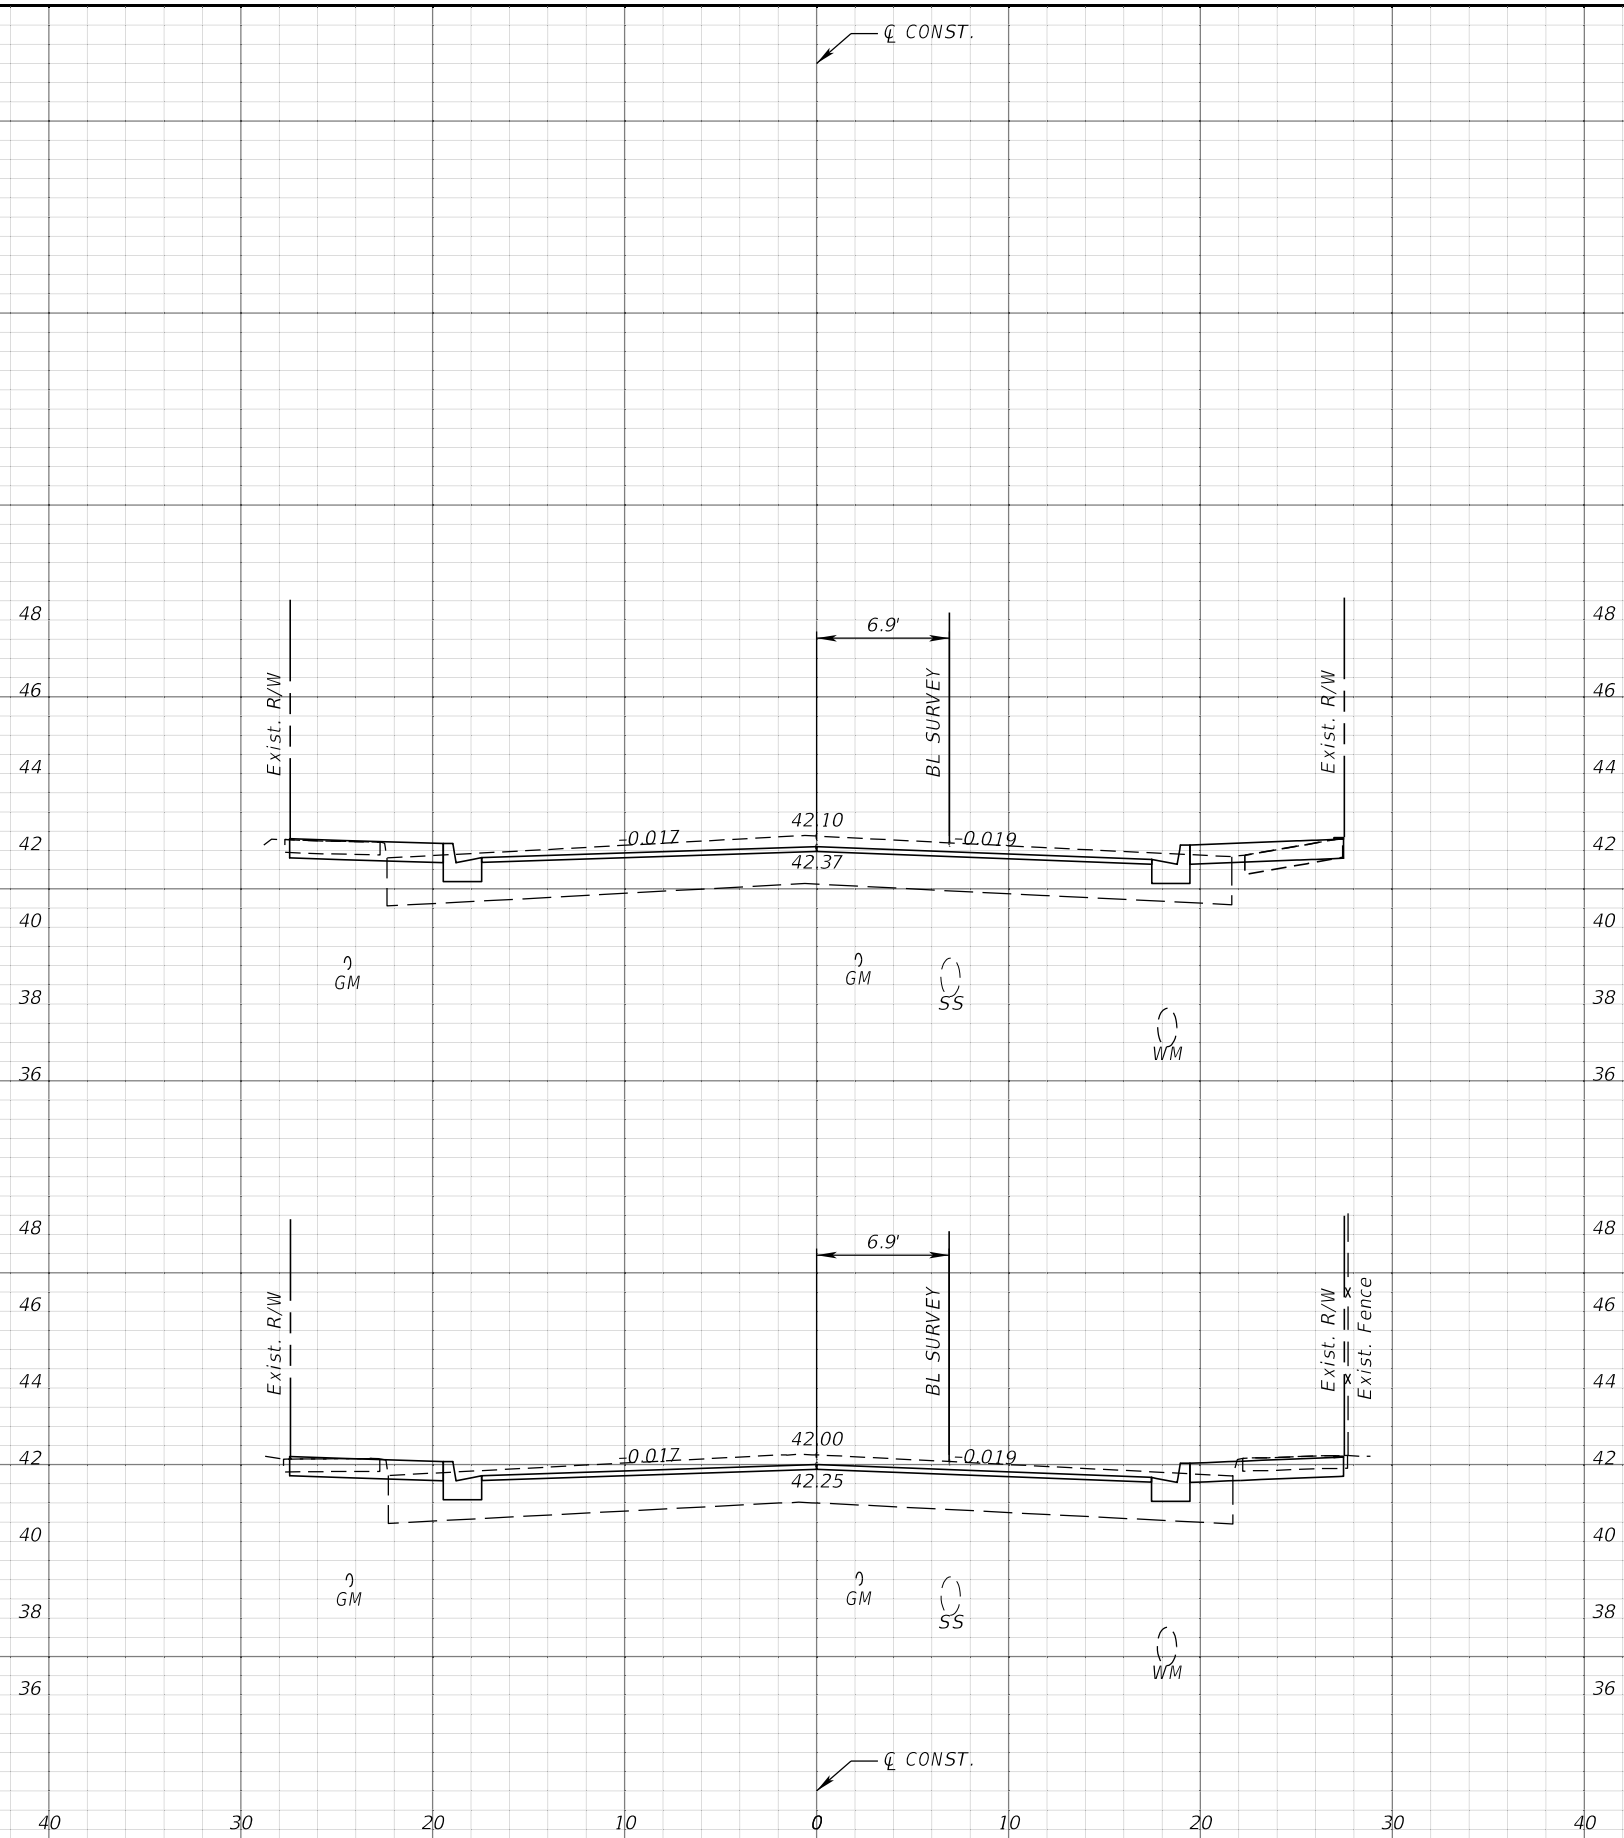 ℄ CONST.
48 48
6.9'
Exist. R/W BL SURVEY Exist. R/W
46 46
44 44
42.10
-0.017 -0.019
42 42
42.37
40 40
GM GM SS
38 38
WM
36 36
48 48
6.9'
Exist. R/W BL SURVEY Exist. R/W Exist. Fence
46 46
44 44
42.00
-0.017 -0.019
42 42
42.25
40 40
GM GM SS
38 38
WM
36 36
℄ CONST.
40 30 20 10 0 10 20 30 40